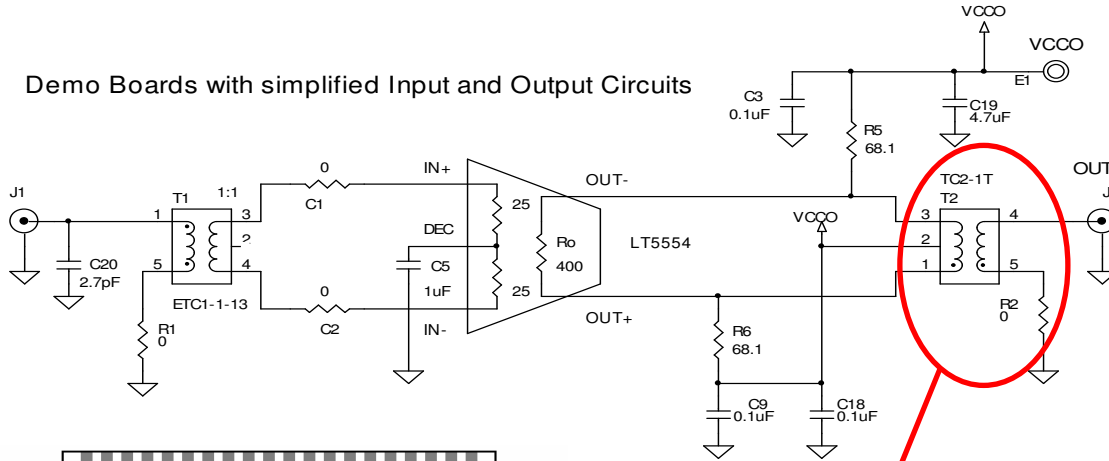 VCCO
VCCO
E1
Demo Boards with simplified Input and Output Circuits
C3
0.1uF
C19
4.7uF
R5
68.1
J1
T1
1:1
0
C1
IN+
OUT-
TC2-1T
T2
OUT
J
1
3
2
5
4
25
DEC
C5
1uF
Ro
400
25
LT5554
VCCO
3
2
1
4
5
C20
2.7pF
ETC1-1-13
R1
0
0
C2
IN-
OUT+
R6
68.1
R2
0
C9
0.1uF
C18
0.1uF